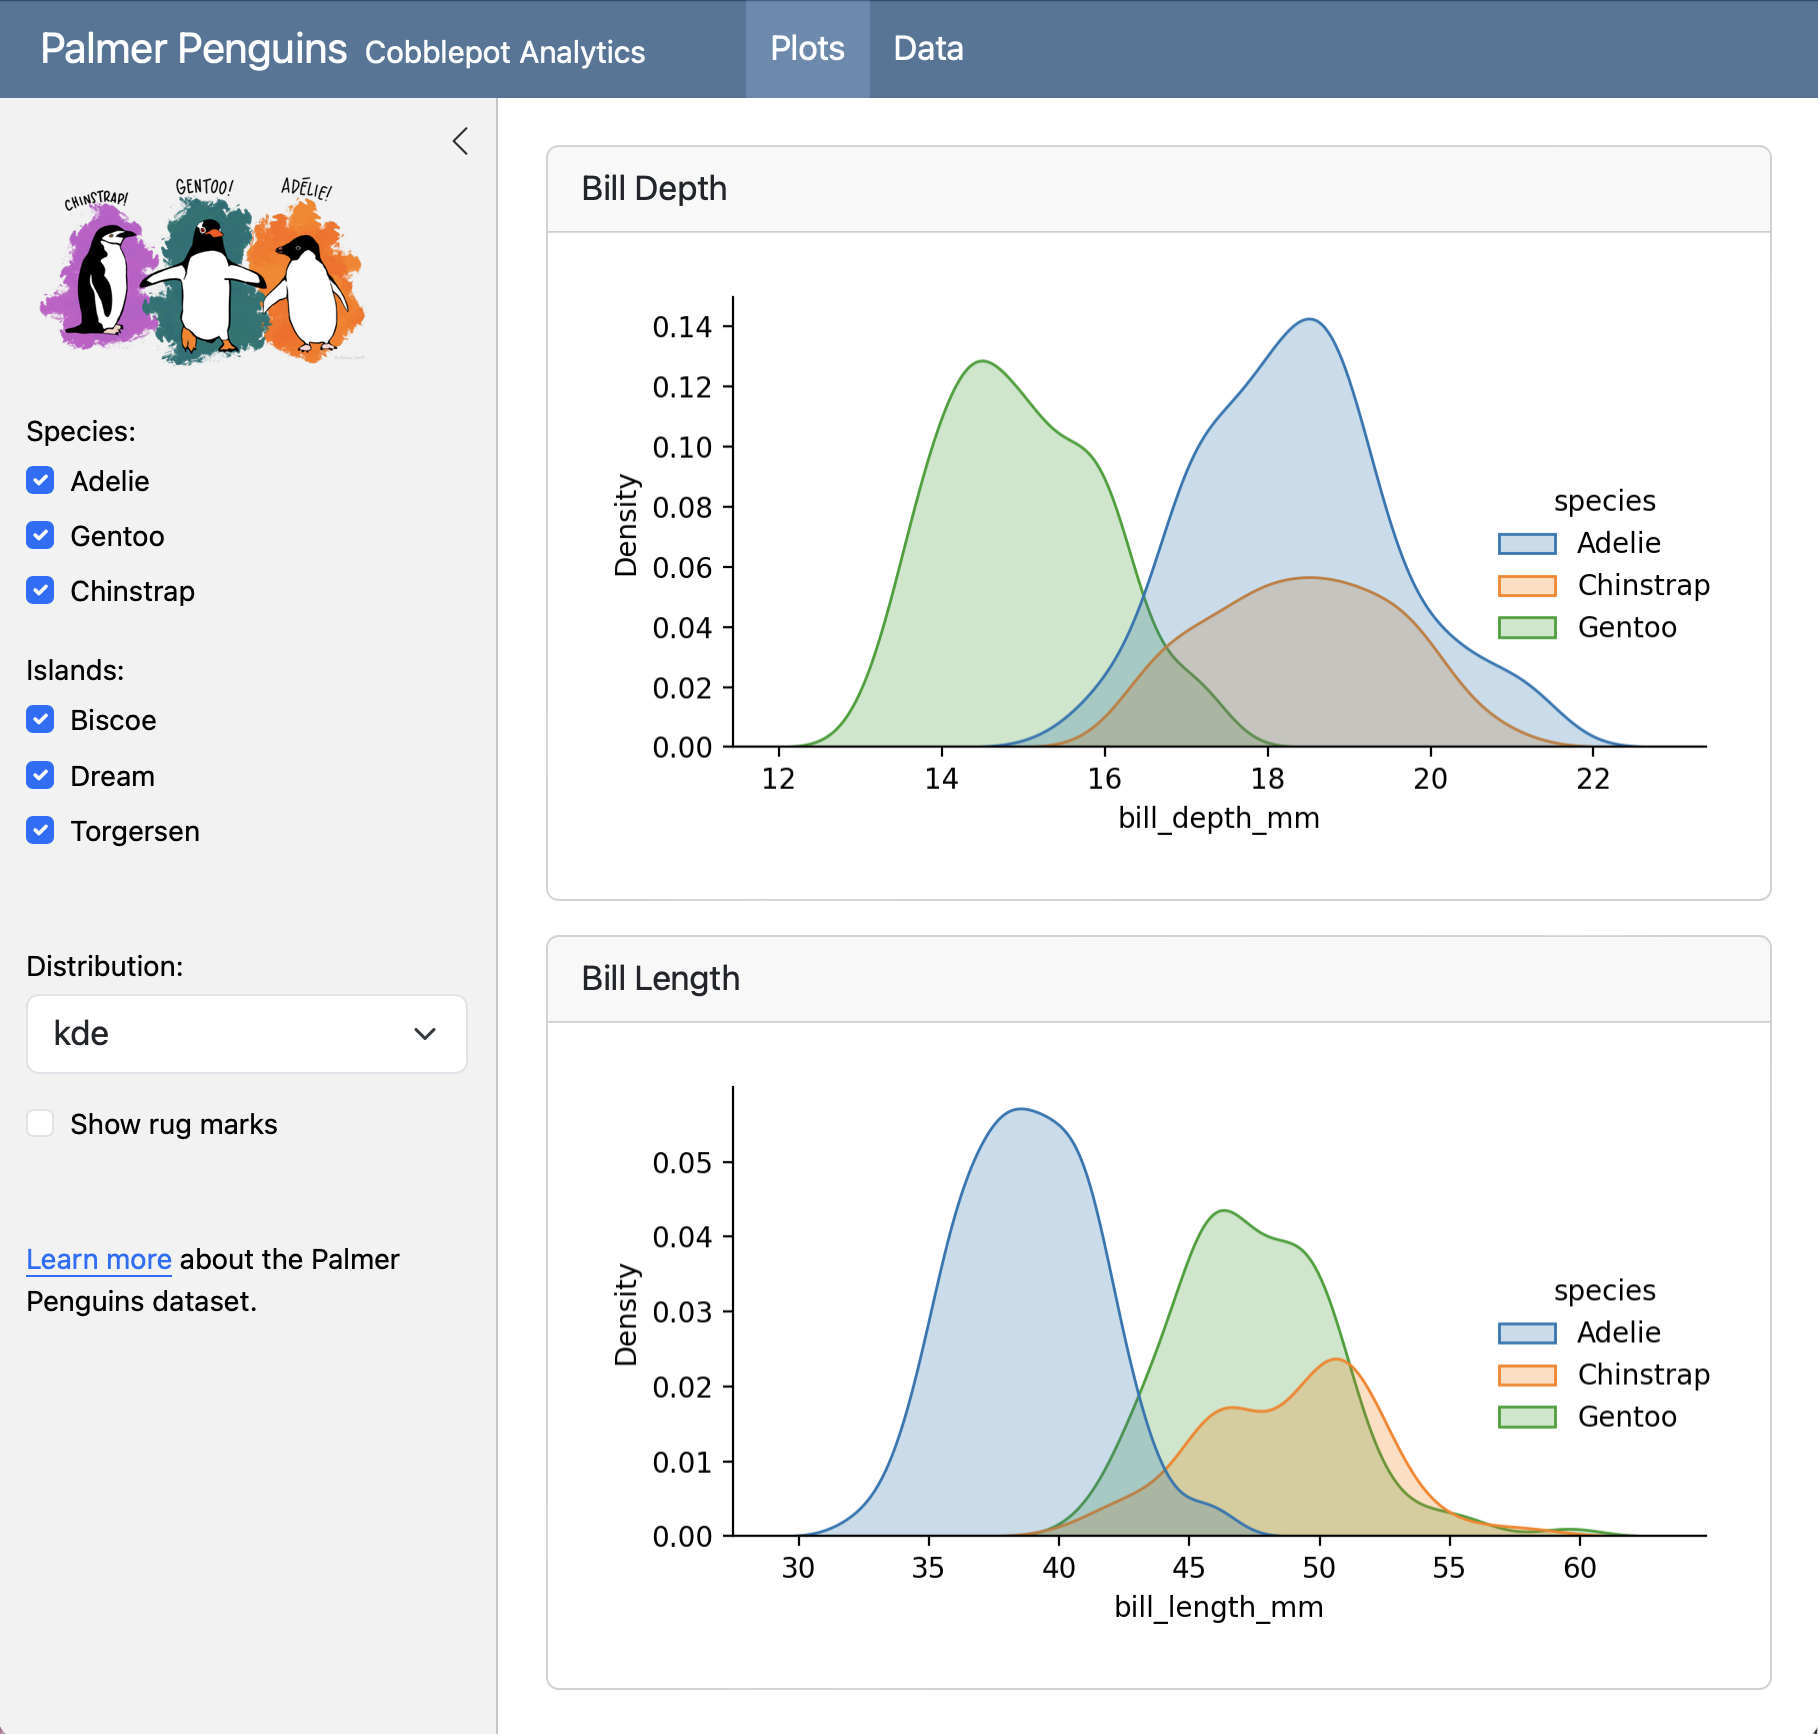 Palmer Penguins Cobblepot Analytics
Plots
Data
CHINSTRAP!
GENTOO!
ADÉLIE!
Species:
Adelie
Gentoo
Chinstrap
Islands:
Biscoe
Dream
Torgersen
Distribution:
kde
Show rug marks
Learn more about the Palmer
Penguins dataset.
Bill Depth
0.14
0.12
0.10
0.08
0.06
0.04
0.02
0.00
Density
12 14 16 18 20 22
bill_depth_mm
species
Adelie
Chinstrap
Gentoo
Bill Length
0.05
0.04
0.03
0.02
0.01
0.00
Density
30 35 40 45 50 55 60
bill_length_mm
species
Adelie
Chinstrap
Gentoo